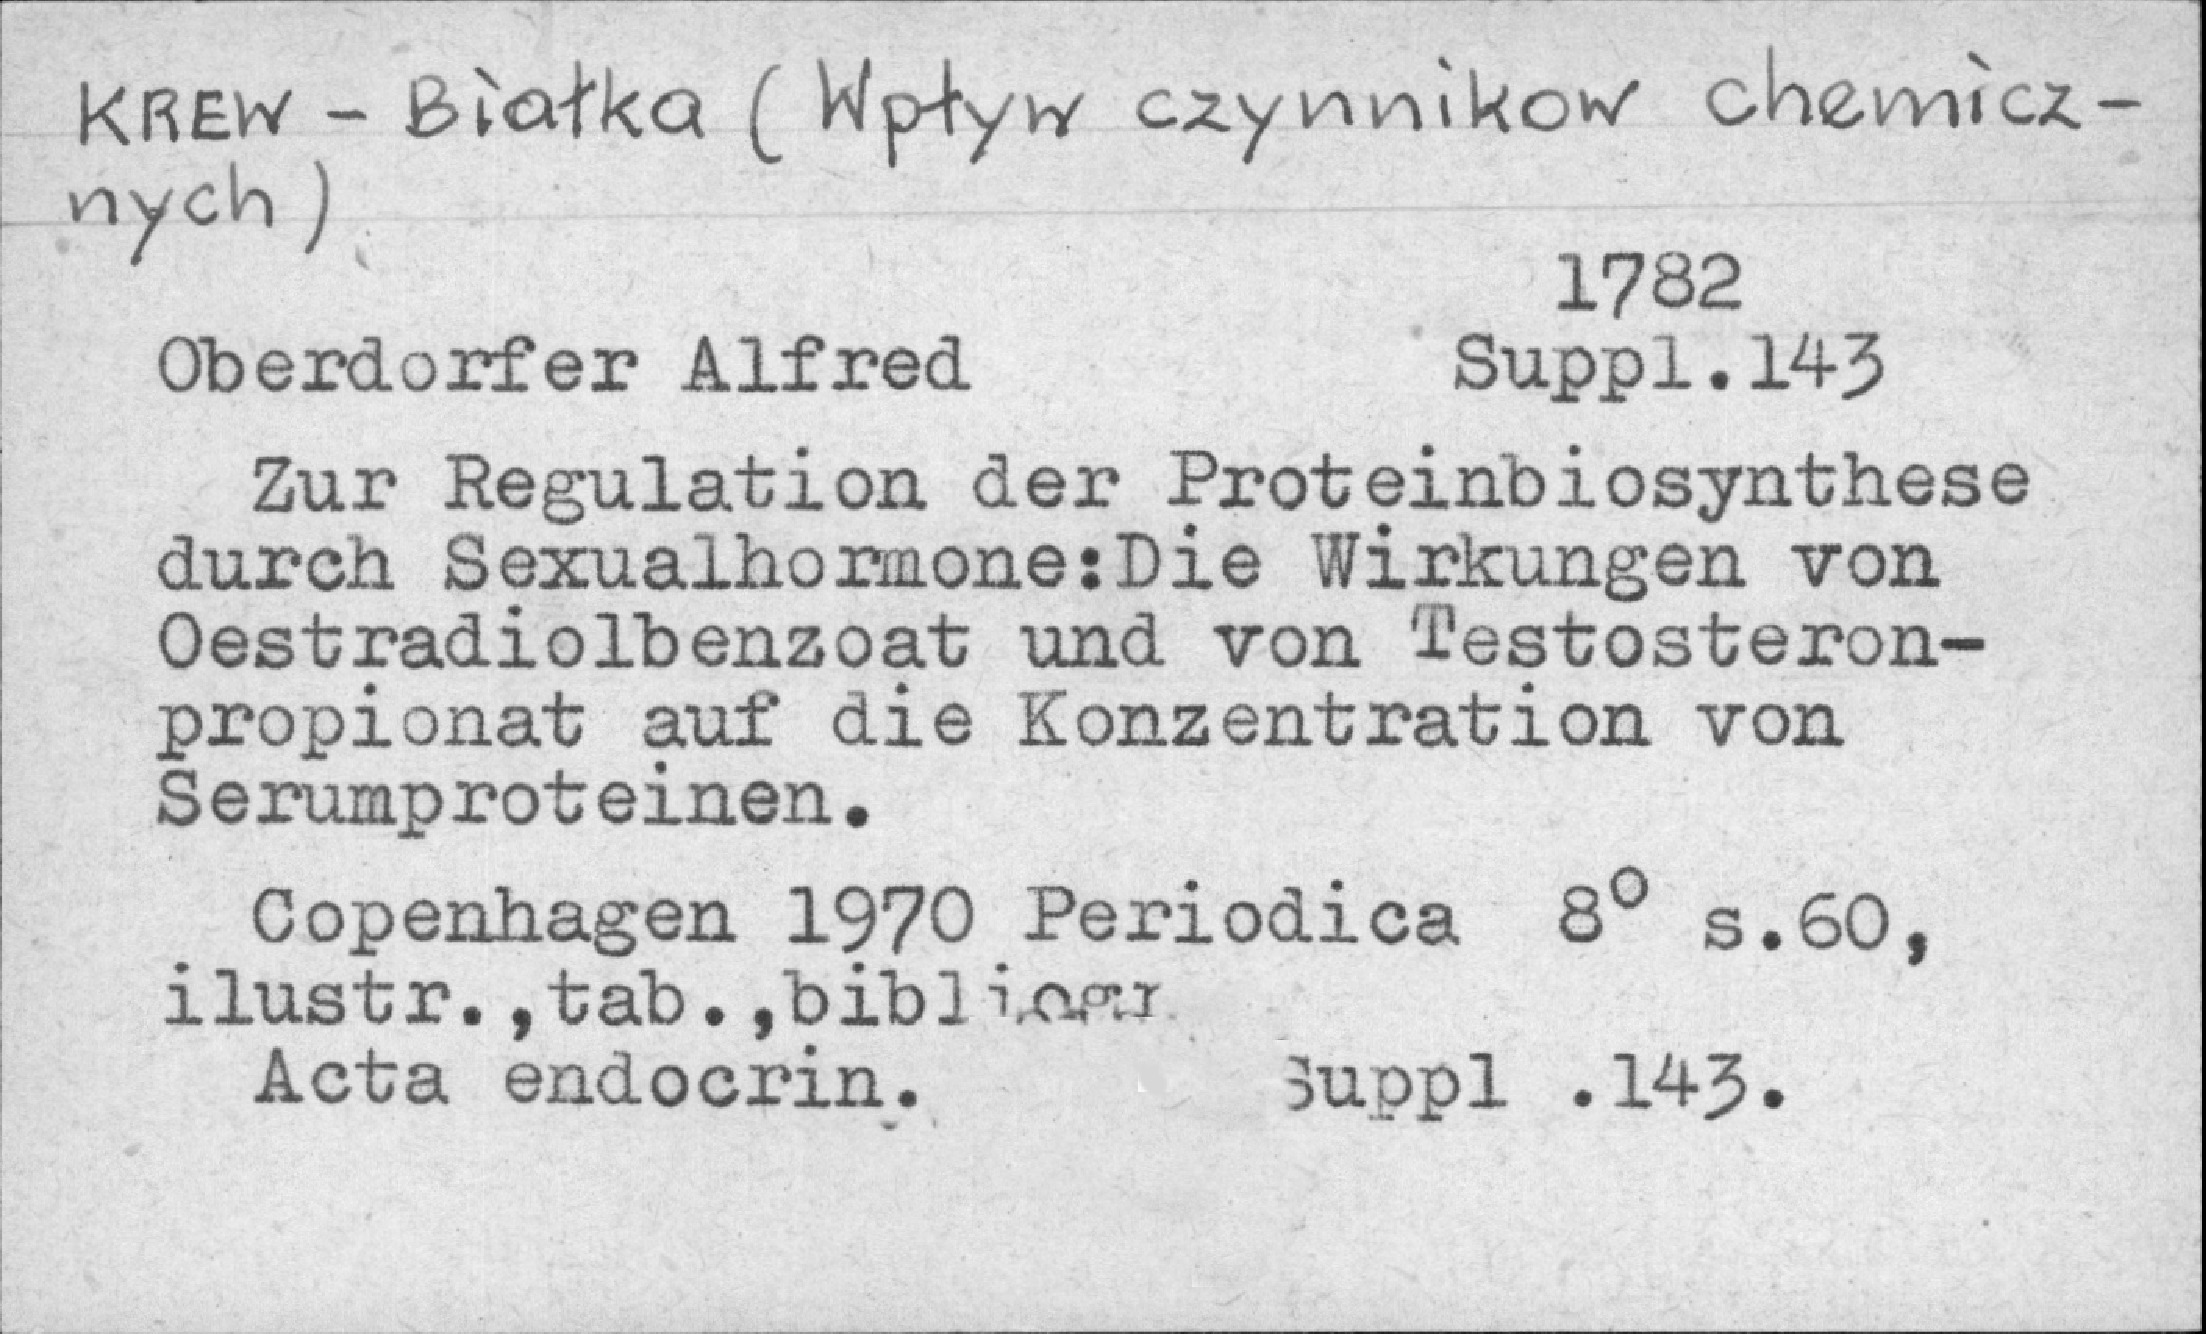 KREW - Białka (Wpływ czynnikow chemicz-
nych)
1782
Oberdorfer Alfred Suppl.143
Zur Regulation der Proteinbiosynthese
durch Sexualhormone:Die Wirkungen von
Oestradiolbenzoat und von Testosteron-
propionat auf die Konzentration von
Serumproteinen.
Copenhagen 1970 Periodica 8° s.60,
ilustr.,tab.,bibliogr
Acta endocrin. Suppl .143.